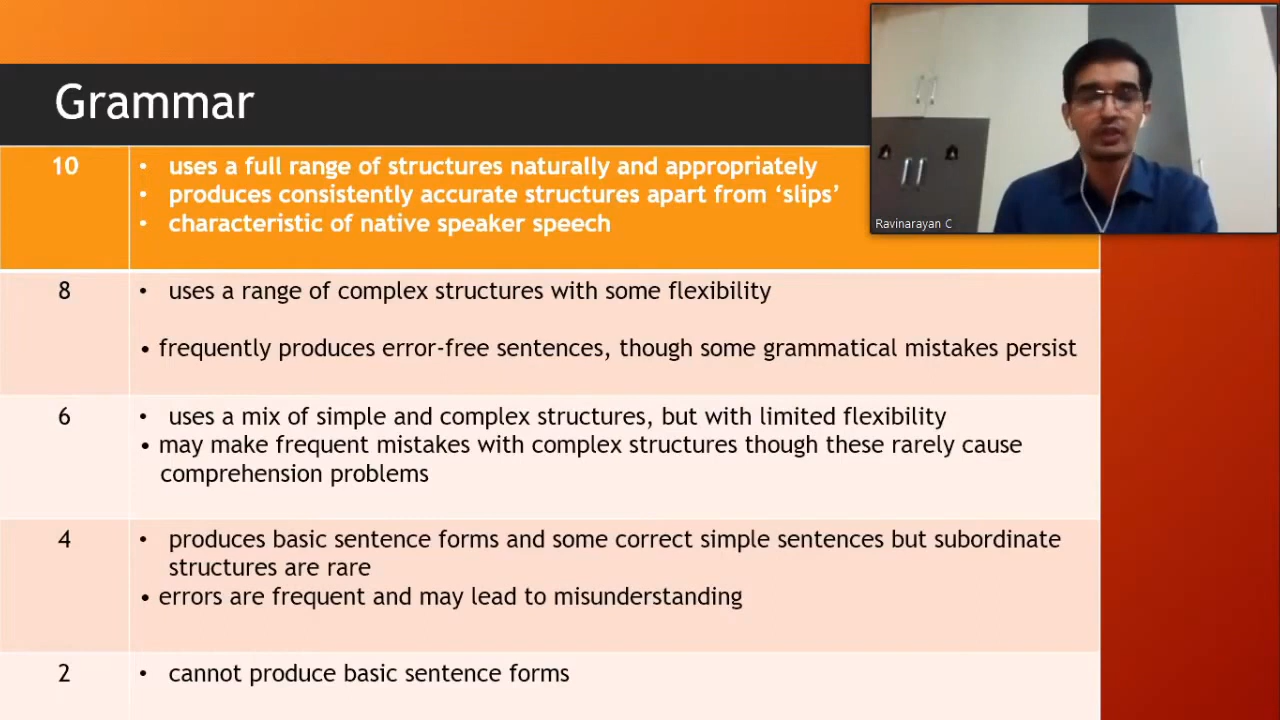 Grammar
Ravinarayan C
10
• uses a full range of structures naturally and appropriately
• produces consistently accurate structures apart from ‘slips’
• characteristic of native speaker speech
8
• uses a range of complex structures with some flexibility
• frequently produces error-free sentences, though some grammatical mistakes persist
6
• uses a mix of simple and complex structures, but with limited flexibility
• may make frequent mistakes with complex structures though these rarely cause
comprehension problems
4
• produces basic sentence forms and some correct simple sentences but subordinate
structures are rare
• errors are frequent and may lead to misunderstanding
2
• cannot produce basic sentence forms